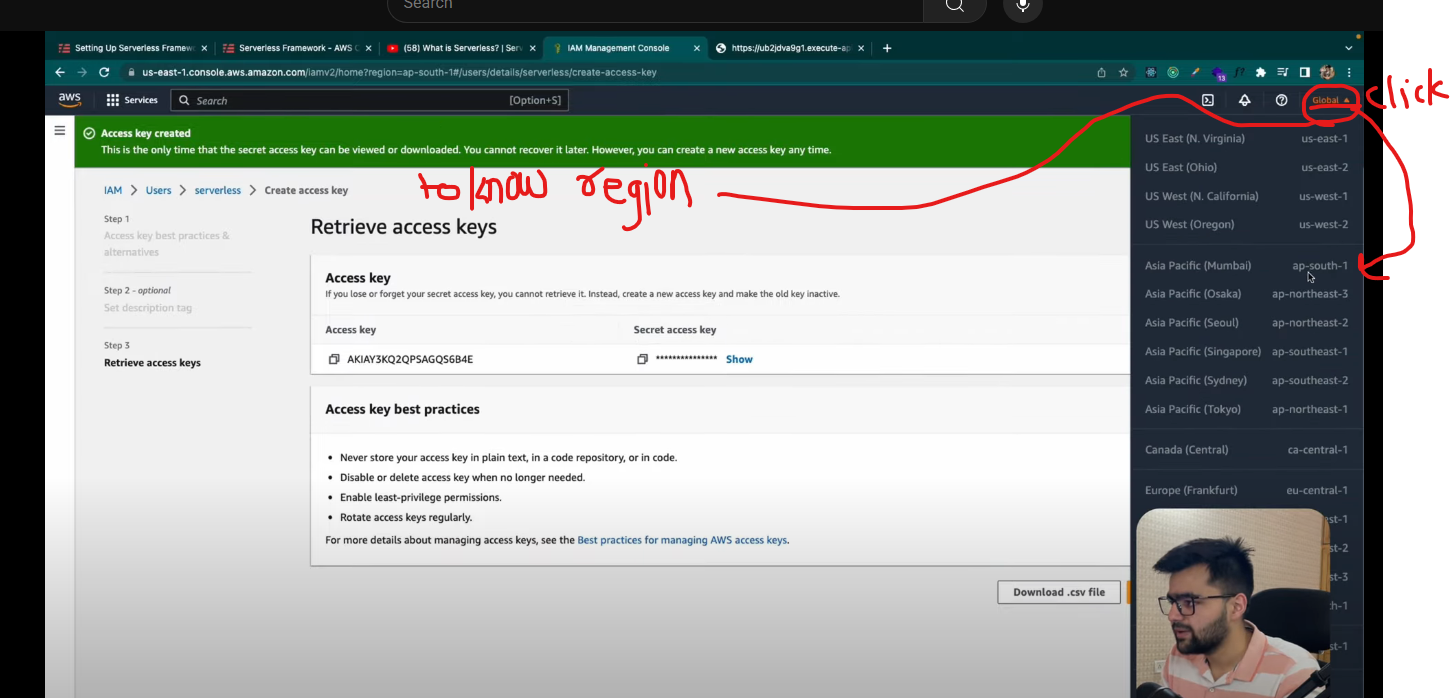 Search
Setting Up Serverless Framew
Serverless Framework - AWS C
(58) What is Serverless? | Serv
IAM Management Console
https://ub2jdva9g1.execute-ap
us-east-1.console.aws.amazon.com/iamv2/home?region=ap-south-1#/users/details/serverless/create-access-key
13
f?
aws Services Search [Option+S] Global
click
Access key created
This is the only time that the secret access key can be viewed or downloaded. You cannot recover it later. However, you can create a new access key any time.
to know region
IAM > Users > serverless > Create access key
Step 1
Access key best practices &
alternatives
Step 2 - optional
Set description tag
Step 3
Retrieve access keys
Retrieve access keys
Access key
If you lose or forget your secret access key, you cannot retrieve it. Instead, create a new access key and make the old key inactive.
Access key Secret access key
AKIAY3KQ2QPSAGQS6B4E *************** Show
Access key best practices
• Never store your access key in plain text, in a code repository, or in code.
• Disable or delete access key when no longer needed.
• Enable least-privilege permissions.
• Rotate access keys regularly.
For more details about managing access keys, see the Best practices for managing AWS access keys.
Download .csv file
US East (N. Virginia) us-east-1
US East (Ohio) us-east-2
US West (N. California) us-west-1
US West (Oregon) us-west-2
Asia Pacific (Mumbai) ap-south-1
Asia Pacific (Osaka) ap-northeast-3
Asia Pacific (Seoul) ap-northeast-2
Asia Pacific (Singapore) ap-southeast-1
Asia Pacific (Sydney) ap-southeast-2
Asia Pacific (Tokyo) ap-northeast-1
Canada (Central) ca-central-1
Europe (Frankfurt) eu-central-1
st-1
st-2
st-3
h-1
st-1